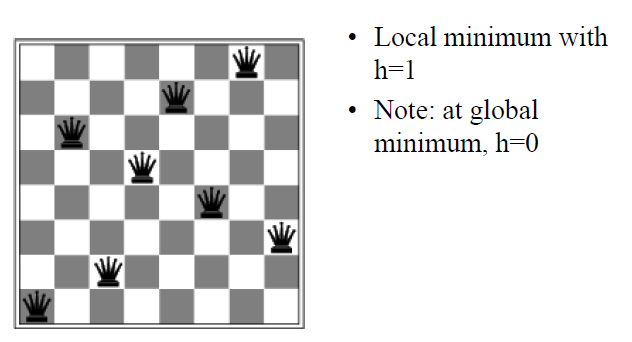 • Local minimum with
h=1
• Note: at global
minimum, h=0